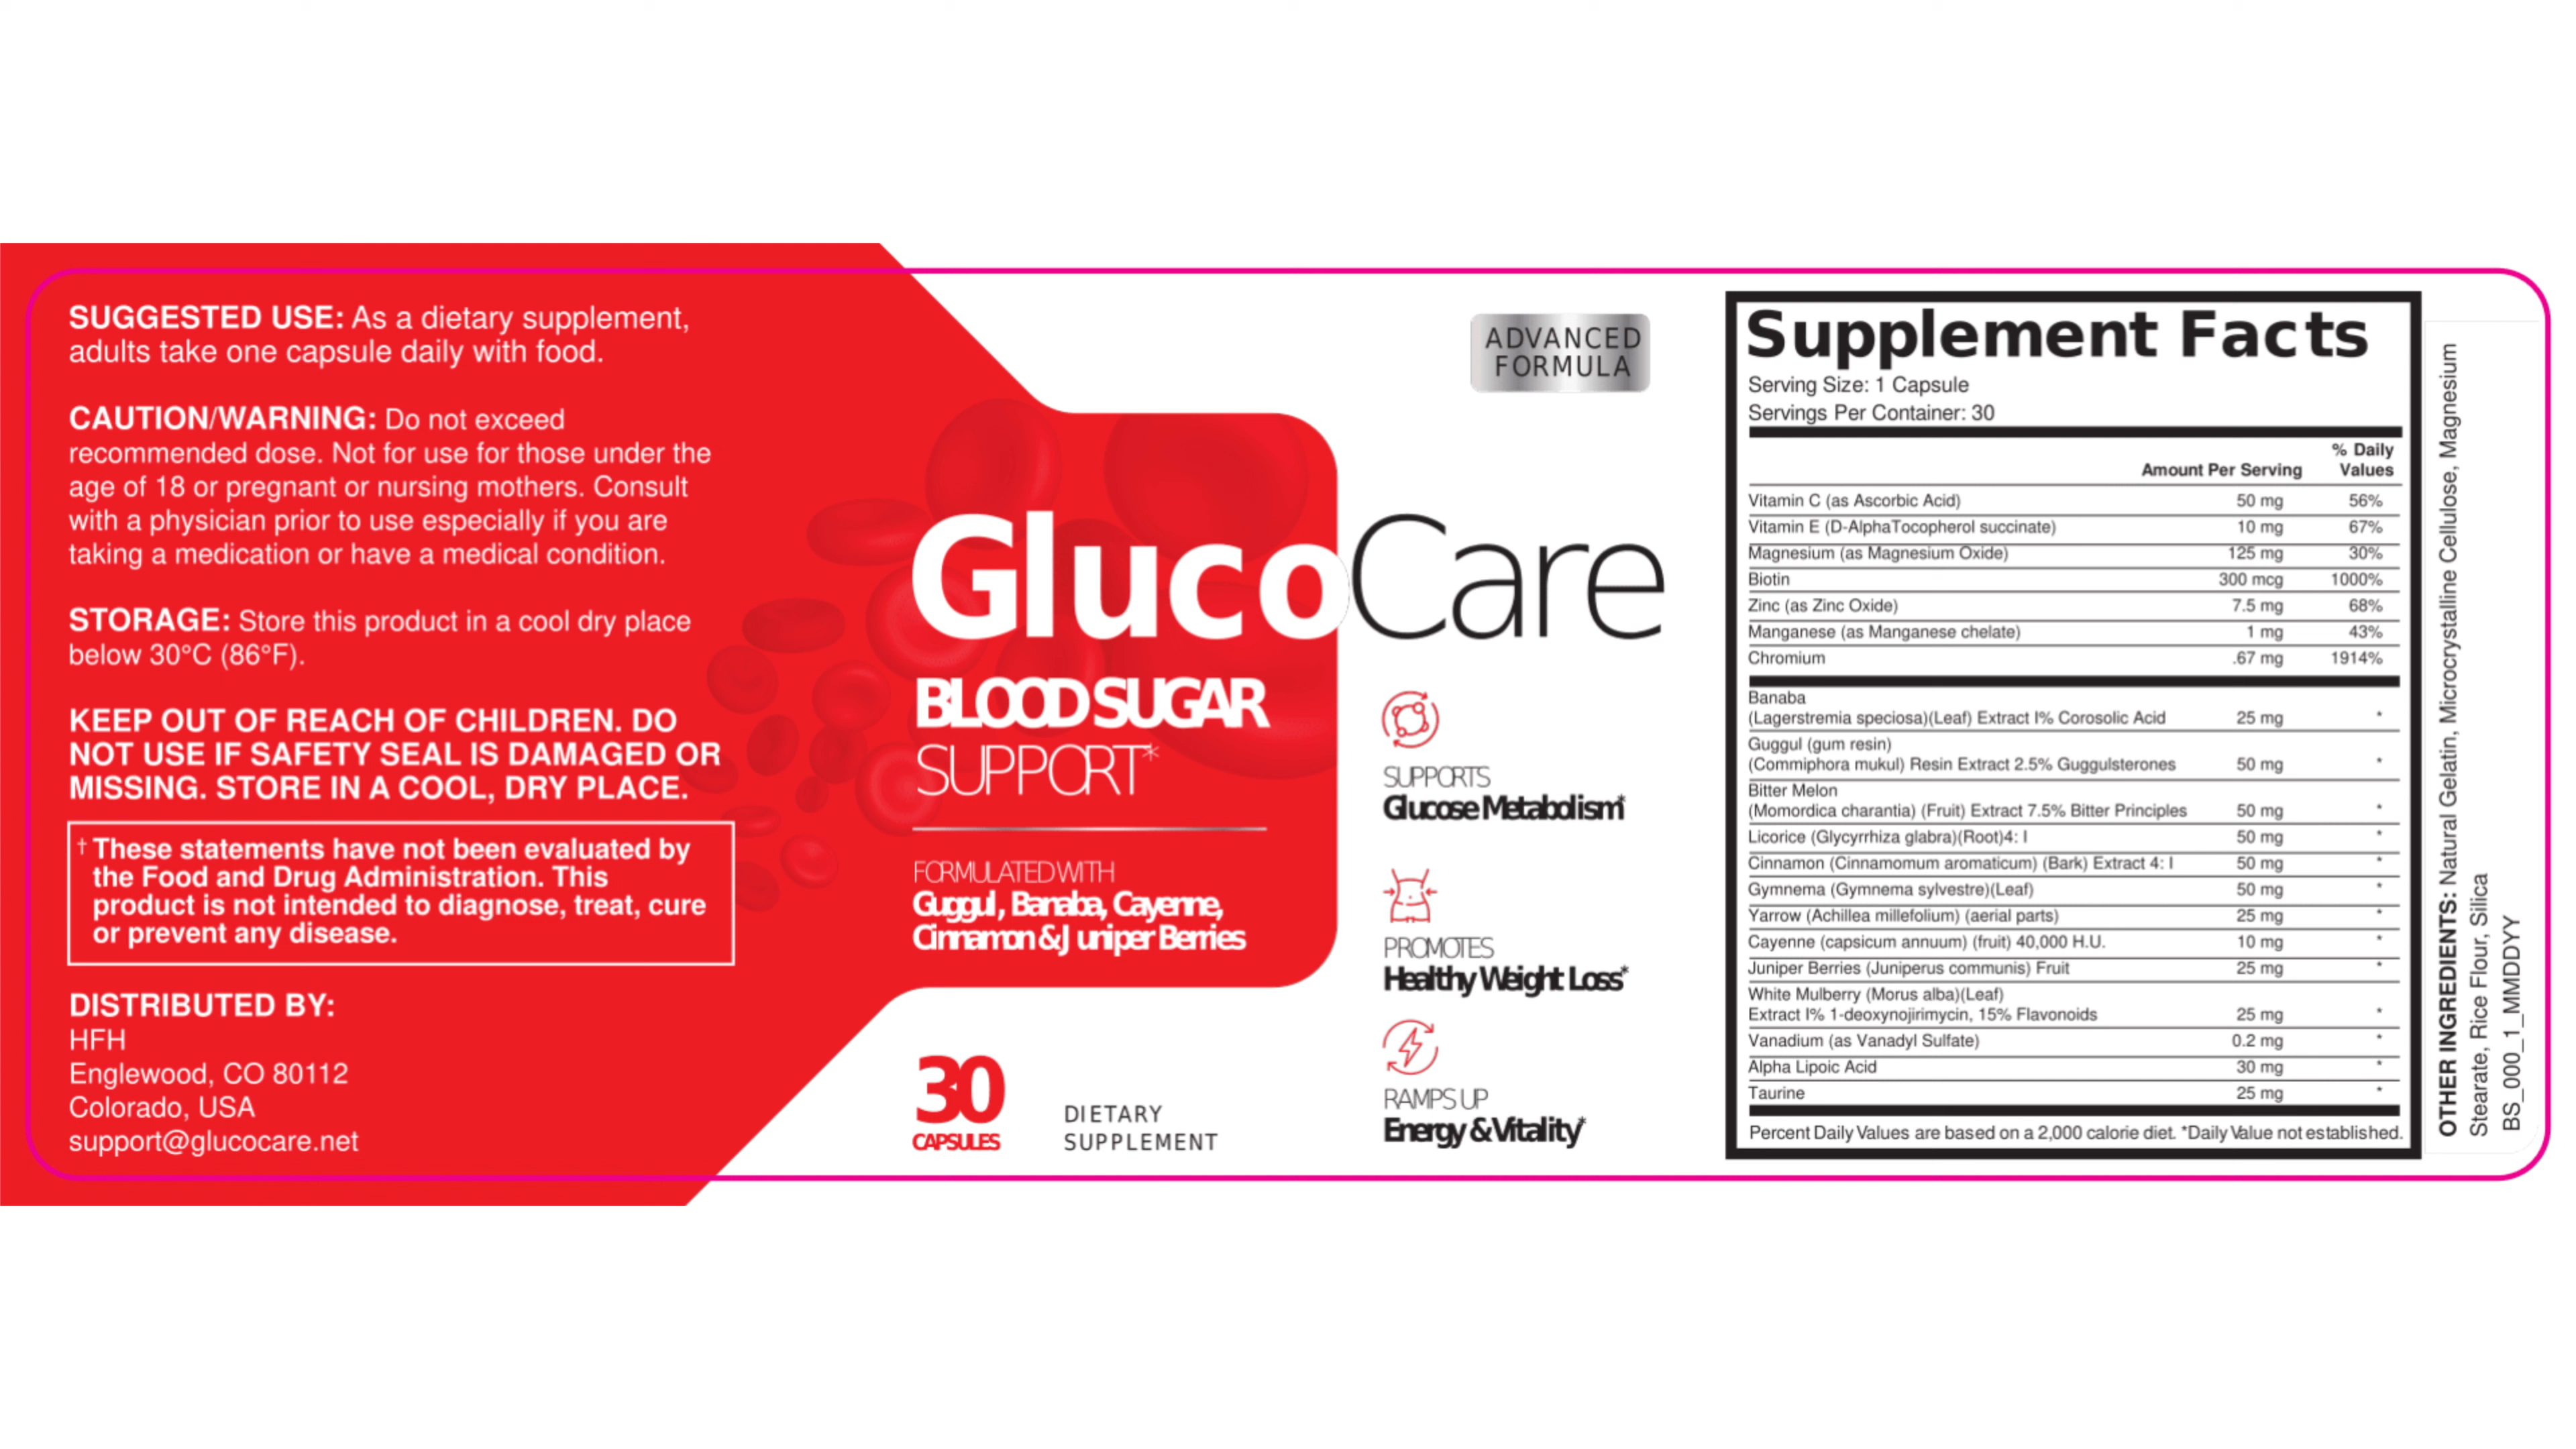 SUGGESTED USE: As a dietary supplement,
adults take one capsule daily with food.
CAUTION/WARNING: Do not exceed
recommended dose. Not for use for those under the
age of 18 or pregnant or nursing mothers. Consult
with a physician prior to use especially if you are
taking a medication or have a medical condition.
STORAGE: Store this product in a cool dry place
below 30°C (86°F).
KEEP OUT OF REACH OF CHILDREN. DO
NOT USE IF SAFETY SEAL IS DAMAGED OR
MISSING. STORE IN A COOL, DRY PLACE.
† These statements have not been evaluated by
the Food and Drug Administration. This
product is not intended to diagnose, treat, cure
or prevent any disease.
DISTRIBUTED BY:
HFH
Englewood, CO 80112
Colorado, USA
support@glucocare.net
ADVANCED
FORMULA
GlucoCare
BLOOD SUGAR
SUPPORT*
FORMULATED WITH
Guggul, Banaba, Cayenne,
Cinnamon & Juniper Berries
30
CAPSULES
DIETARY
SUPPLEMENT
SUPPORTS
Glucose Metabolism*
PROMOTES
Healthy Weight Loss*
RAMPS UP
Energy & Vitality*
Supplement Facts
Serving Size: 1 Capsule
Servings Per Container: 30
% Daily
Amount Per Serving Values
Vitamin C (as Ascorbic Acid) 50 mg 56%
Vitamin E (D-AlphaTocopherol succinate) 10 mg 67%
Magnesium (as Magnesium Oxide) 125 mg 30%
Biotin 300 mcg 1000%
Zinc (as Zinc Oxide) 7.5 mg 68%
Manganese (as Manganese chelate) 1 mg 43%
Chromium .67 mg 1914%
Banaba
(Lagerstremia speciosa)(Leaf) Extract I% Corosolic Acid 25 mg *
Guggul (gum resin)
(Commiphora mukul) Resin Extract 2.5% Guggulsterones 50 mg *
Bitter Melon
(Momordica charantia) (Fruit) Extract 7.5% Bitter Principles 50 mg *
Licorice (Glycyrrhiza glabra)(Root)4: I 50 mg *
Cinnamon (Cinnamomum aromaticum) (Bark) Extract 4: I 50 mg *
Gymnema (Gymnema sylvestre)(Leaf) 50 mg *
Yarrow (Achillea millefolium) (aerial parts) 25 mg *
Cayenne (capsicum annuum) (fruit) 40,000 H.U. 10 mg *
Juniper Berries (Juniperus communis) Fruit 25 mg *
White Mulberry (Morus alba)(Leaf)
Extract I% 1-deoxynojirimycin, 15% Flavonoids 25 mg *
Vanadium (as Vanadyl Sulfate) 0.2 mg *
Alpha Lipoic Acid 30 mg *
Taurine 25 mg *
Percent Daily Values are based on a 2,000 calorie diet. *Daily Value not established.
OTHER INGREDIENTS: Natural Gelatin, Microcrystalline Cellulose, Magnesium
Stearate, Rice Flour, Silica
BS_000_1_MMDDYY